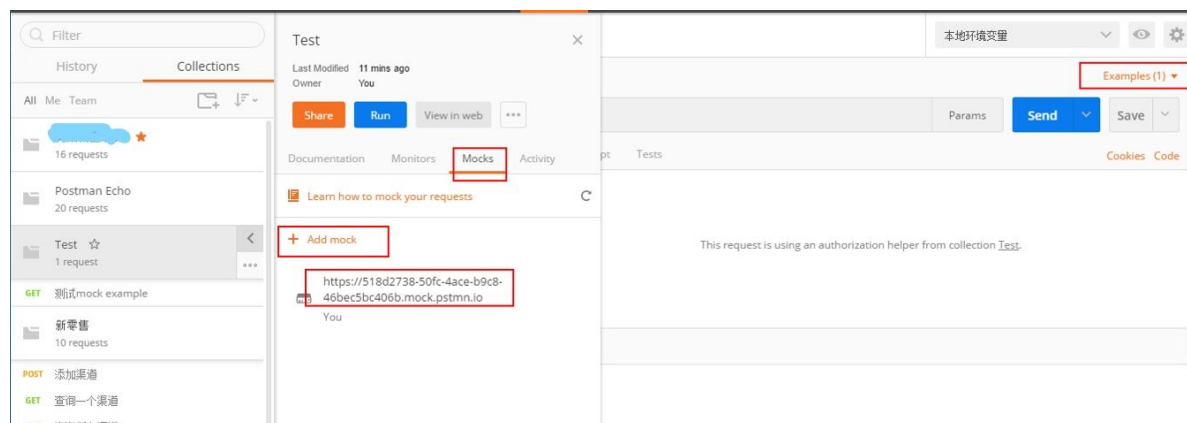 Filter
History Collections
All Me Team
16 requests
Postman Echo
20 requests
Test
1 request
GET 测试mock example
新零售
10 requests
POST 添加渠道
GET 查询一个渠道
Test
Last Modified 11 mins ago
Owner You
Share Run View in web
Documentation Monitors Mocks Activity
Learn how to mock your requests
+ Add mock
https://518d2738-50fc-4ace-b9c8-
46bec5bc406b.mock.pstmn.io
You
本地环境变量
Examples (1)
Params Send Save
pt Tests Cookies Code
This request is using an authorization helper from collection Test.